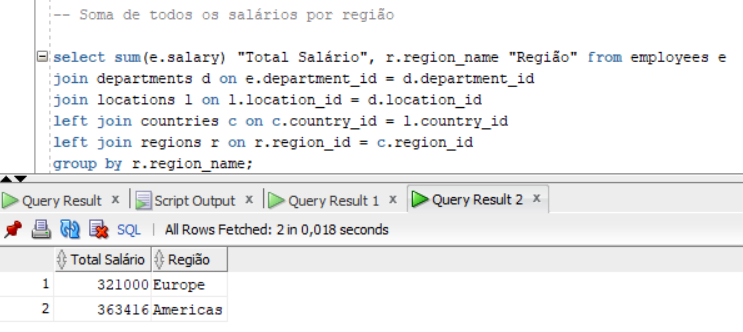 -- Soma de todos os salários por região
select sum(e.salary) "Total Salário", r.region_name "Região" from employees e
join departments d on e.department_id = d.department_id
join locations l on l.location_id = d.location_id
left join countries c on c.country_id = l.country_id
left join regions r on r.region_id = c.region_id
group by r.region_name;
Query Result x Script Output x Query Result 1 x Query Result 2 x
SQL | All Rows Fetched: 2 in 0,018 seconds
Total Salário Região
1 321000 Europe
2 363416 Americas